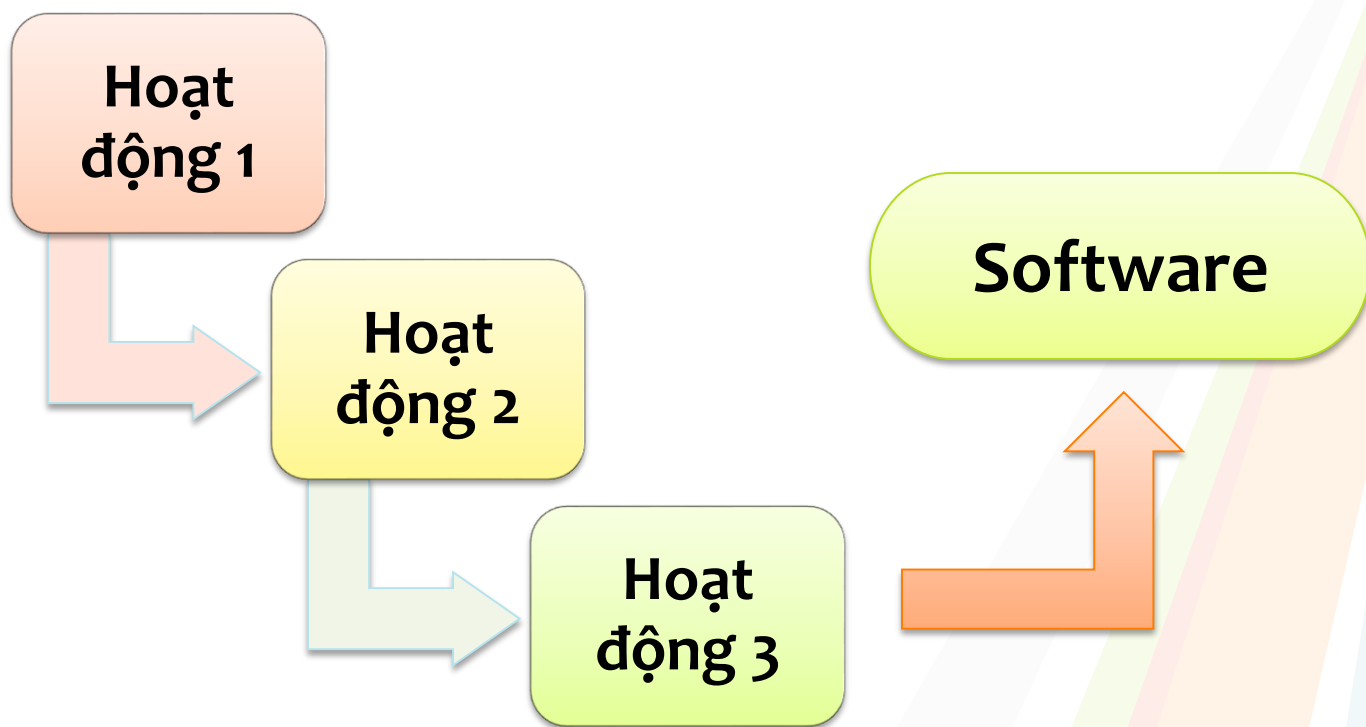 Hoạt
động 1
Hoạt
động 2
Software
Hoạt
động 3